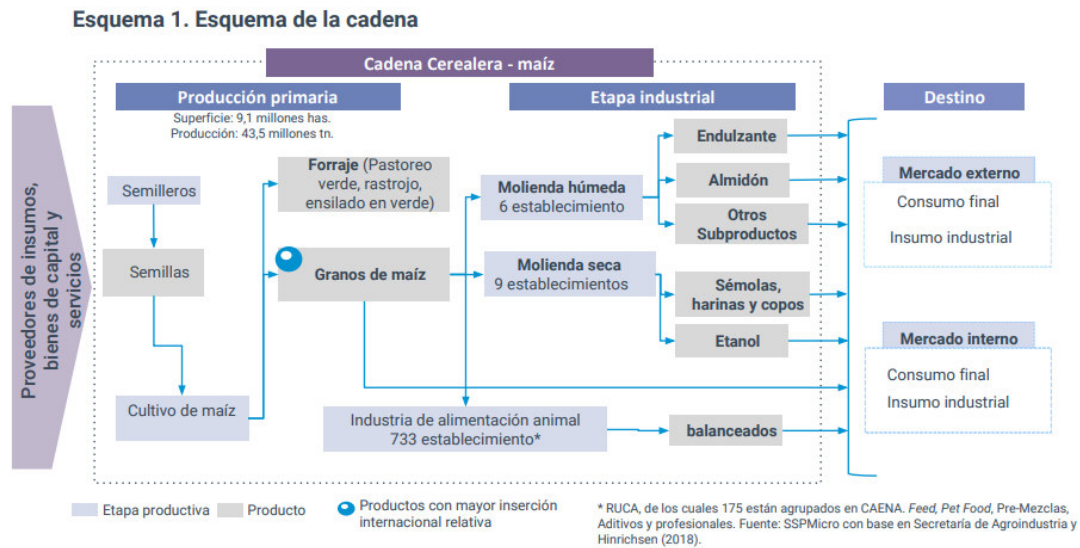 Esquema 1. Esquema de la cadena
Cadena Cerealera - maíz
Producción primaria
Superficie: 9,1 millones has.
Producción: 43,5 millones tn.
Etapa industrial
Destino
Proveedores de insumos,
bienes de capital y
servicios
Semilleros
Semillas
Cultivo de maíz
Forraje (Pastoreo
verde, rastrojo,
ensilado en verde)
Granos de maíz
Molienda húmeda
6 establecimiento
Molienda seca
9 establecimientos
Industria de alimentación animal
733 establecimiento*
Endulzante
Almidón
Otros
Subproductos
Sémolas,
harinas y copos
Etanol
balanceados
Mercado externo
Consumo final
Insumo industrial
Mercado interno
Consumo final
Insumo industrial
Etapa productiva
Producto
Productos con mayor inserción
internacional relativa
* RUCA, de los cuales 175 están agrupados en CAENA. Feed, Pet Food, Pre-Mezclas,
Aditivos y profesionales. Fuente: SSPMicro con base en Secretaría de Agroindustria y
Hinrichsen (2018).